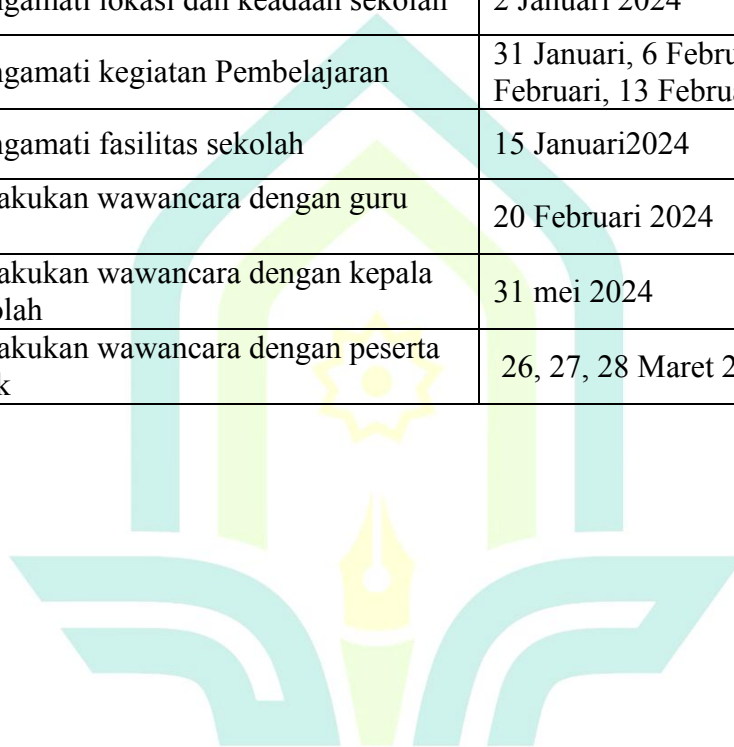 ngamati lokasi dan keadaan sekolah 2 Januari 2024
ngamati kegiatan Pembelajaran
31 Januari, 6 Febru
Februari, 13 Februa
ngamati fasilitas sekolah 15 Januari2024
akukan wawancara dengan guru
20 Februari 2024
akukan wawancara dengan kepala
olah
31 mei 2024
akukan wawancara dengan peserta
k
26, 27, 28 Maret 2